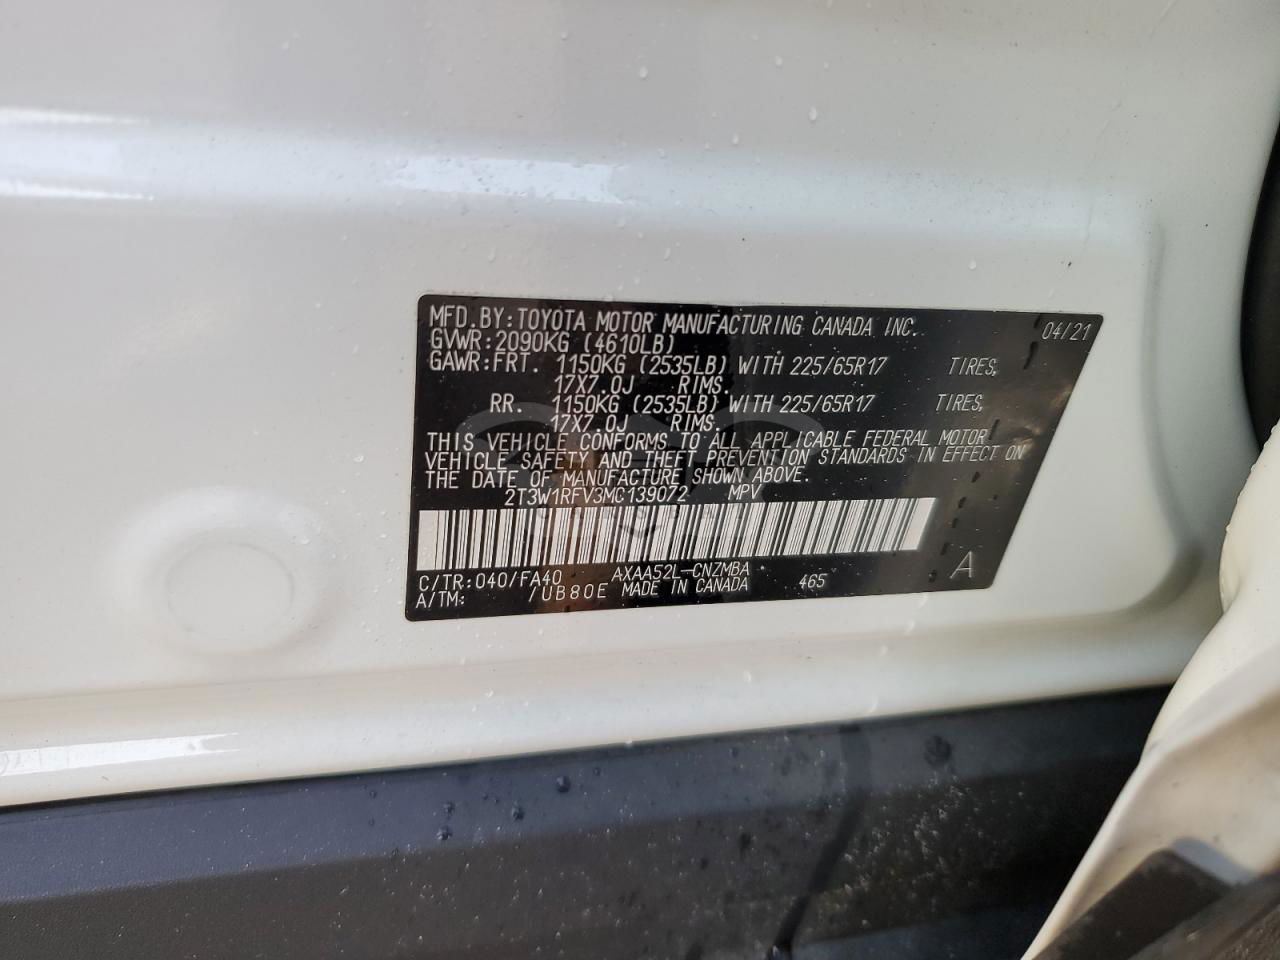 MFD.BY:TOYOTA MOTOR MANUFACTURING CANADA INC. 04/21
GVWR:2090KG (4610LB)
GAWR:FRT. 1150KG (2535LB) WITH 225/65R17 TIRES,
17X7.0J RIMS.
RR. 1150KG (2535LB) WITH 225/65R17 TIRES,
17X7.0J RIMS.
THIS VEHICLE CONFORMS TO ALL APPLICABLE FEDERAL MOTOR
VEHICLE SAFETY AND THEFT PREVENTION STANDARDS IN EFFECT ON
THE DATE OF MANUFACTURE SHOWN ABOVE.
2T3W1RFV3MC139072 MPV
C/TR:040/FA40 AXAA52L-CNZMBA 465 A
A/TM: /UB80E MADE IN CANADA